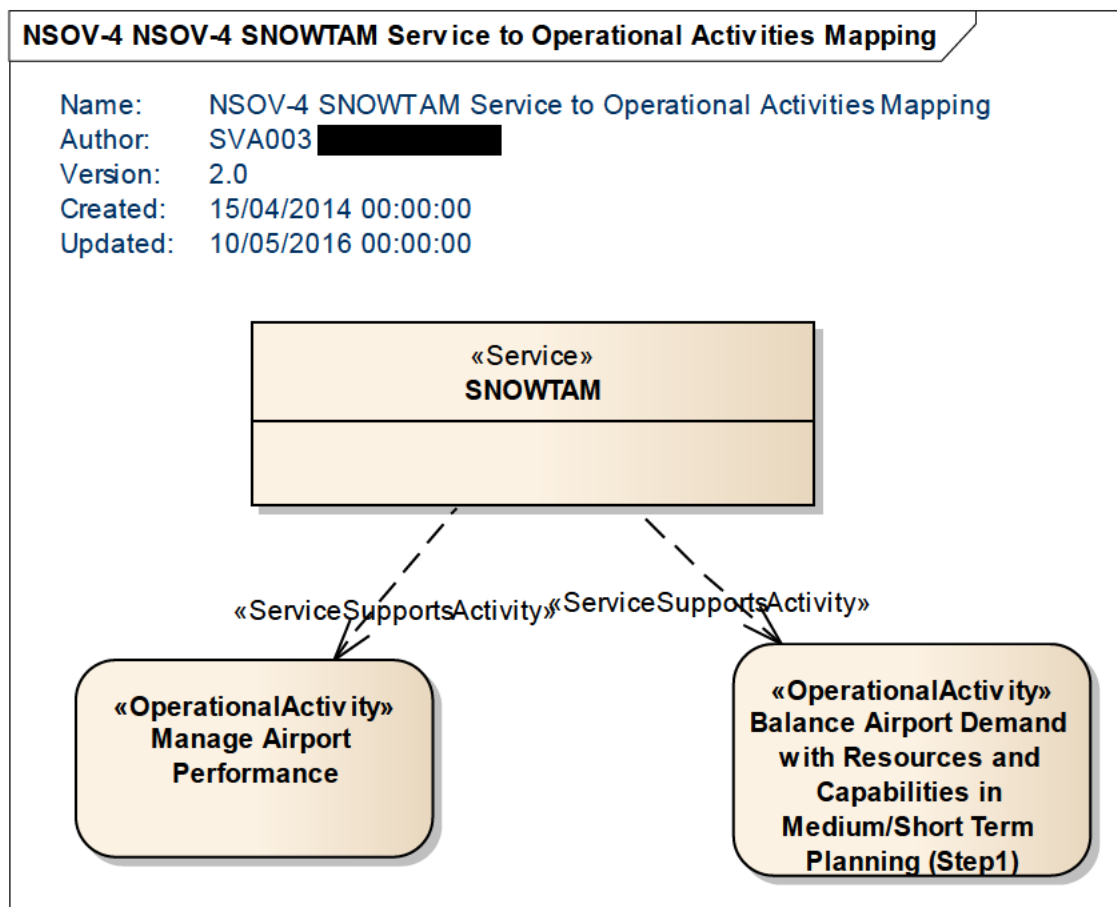 NSOV-4 NSOV-4 SNOWTAM Service to Operational Activities Mapping
Name: NSOV-4 SNOWTAM Service to Operational Activities Mapping
Author: SVA003
Version: 2.0
Created: 15/04/2014 00:00:00
Updated: 10/05/2016 00:00:00
«Service»
SNOWTAM
«ServiceSupportsActivity»
«ServiceSupportsActivity»
«OperationalActivity»
Manage Airport
Performance
«OperationalActivity»
Balance Airport Demand
with Resources and
Capabilities in
Medium/Short Term
Planning (Step1)